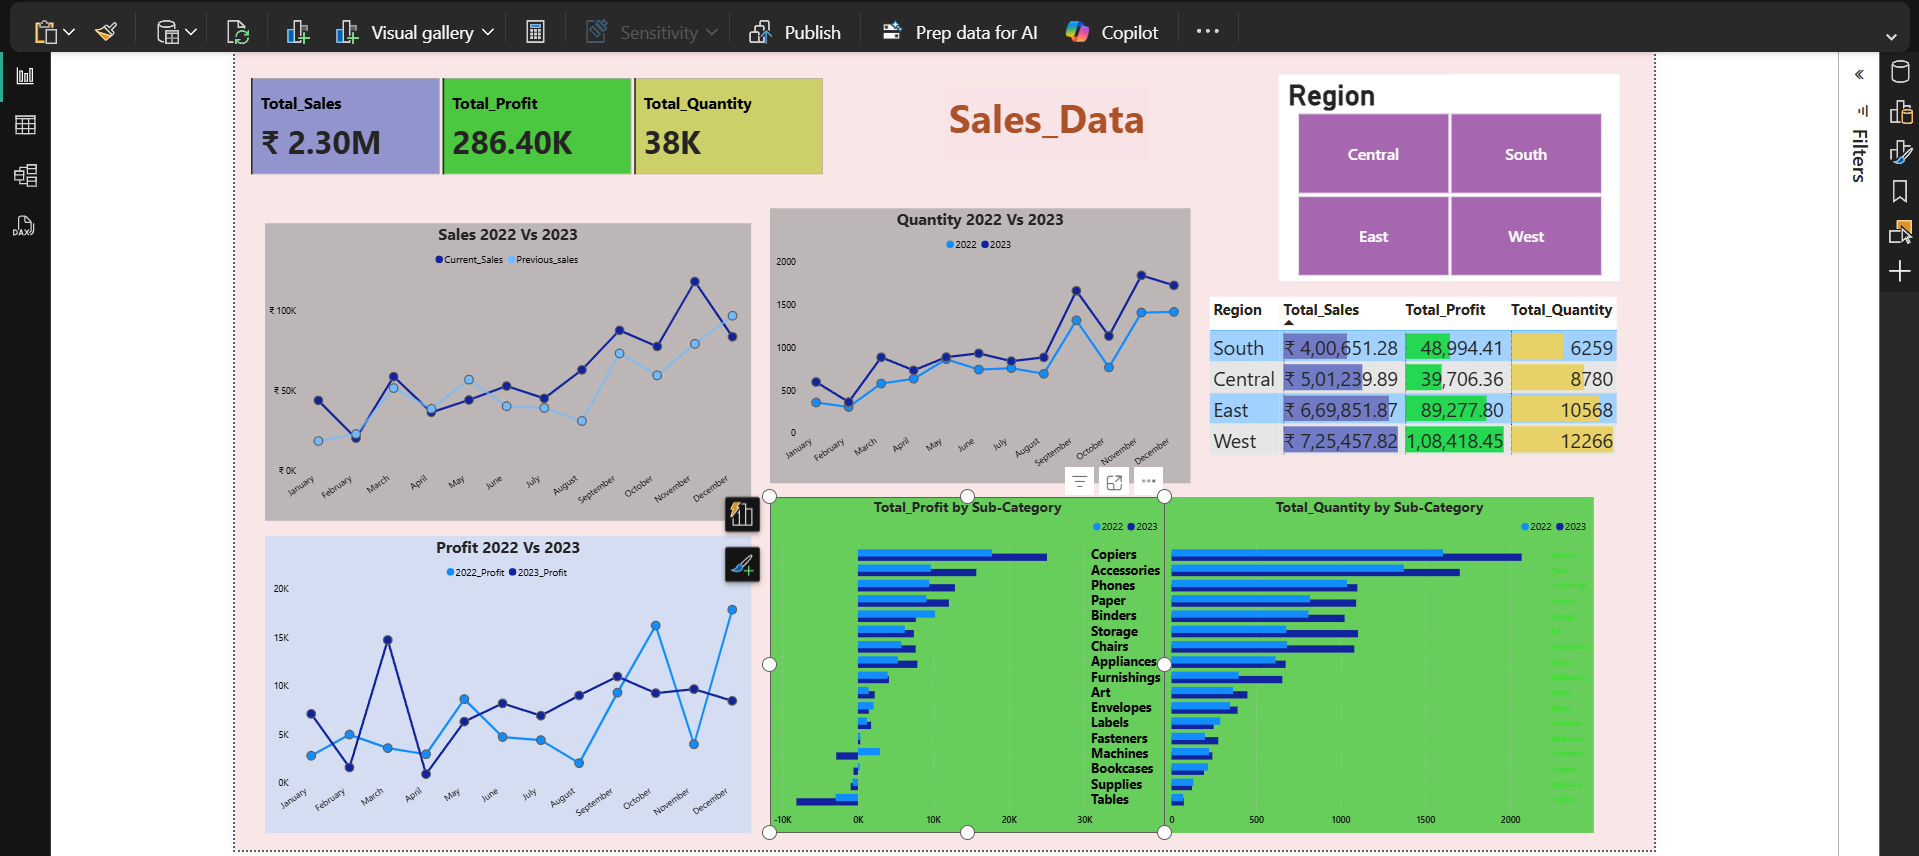 Visual gallery
Sensitivity
Publish
Prep data for AI
Copilot
Total_Sales
₹ 2.30M
Total_Profit
286.40K
Total_Quantity
38K
Sales_Data
Region
Central
South
East
West
Filters
DAX
Sales 2022 Vs 2023
Current_Sales Previous_sales
₹ 100K
₹ 50K
₹ 0K
January February March April May June July August September October November December
Quantity 2022 Vs 2023
2022 2023
2000
1500
1000
500
0
January February March April May June July August September October November December
Region Total_Sales Total_Profit Total_Quantity
South ₹ 4,00,651.28 48,994.41 6259
Central ₹ 5,01,239.89 39,706.36 8780
East ₹ 6,69,851.87 89,277.80 10568
West ₹ 7,25,457.82 1,08,418.45 12266
Profit 2022 Vs 2023
2022_Profit 2023_Profit
20K
15K
10K
5K
0K
January February March April May June July August September October November December
Total_Profit by Sub-Category
2022 2023
Copiers
Accessories
Phones
Paper
Binders
Storage
Chairs
Appliances
Furnishings
Art
Envelopes
Labels
Fasteners
Machines
Bookcases
Supplies
Tables
-10K 0K 10K 20K 30K
Total_Quantity by Sub-Category
2022 2023
0 500 1000 1500 2000